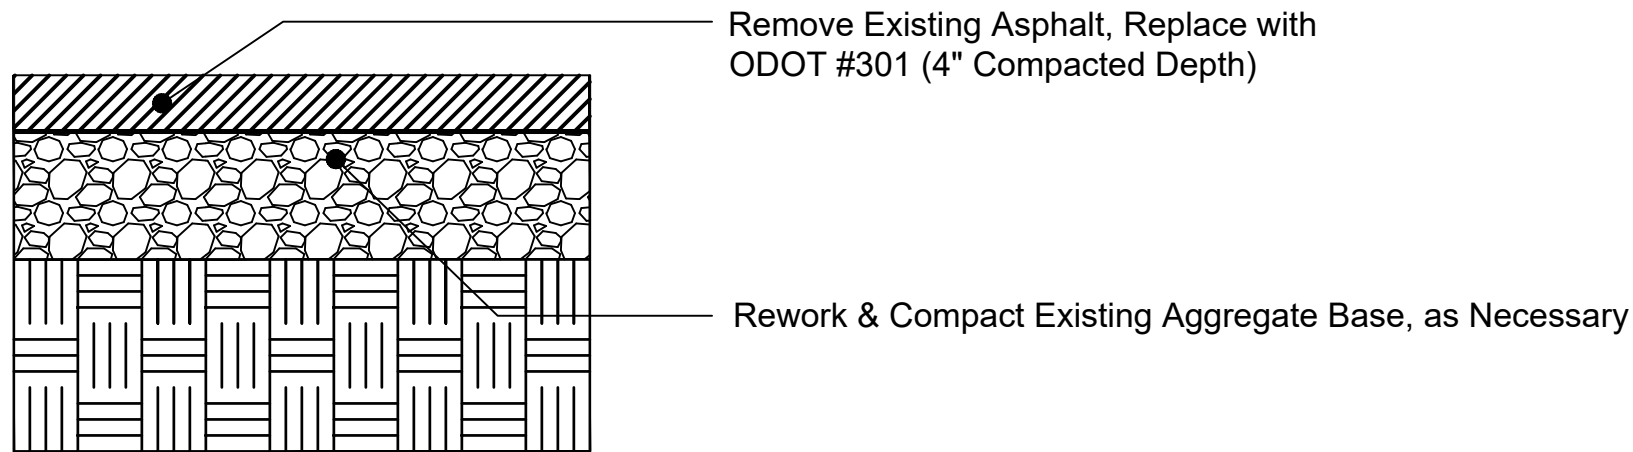 Remove Existing Asphalt, Replace with
ODOT #301 (4" Compacted Depth)
Rework & Compact Existing Aggregate Base, as Necessary